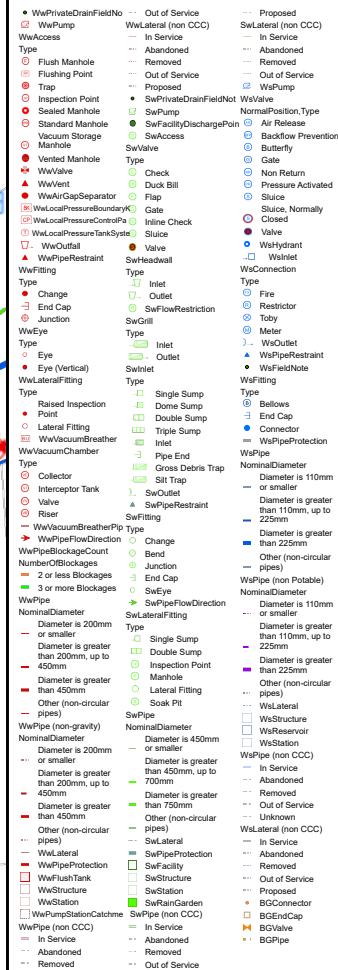 WwPrivateDrainFieldNo
WwPump
WwAccess
Type
Flush Manhole
Flushing Point
Trap
Inspection Point
Sealed Manhole
Standard Manhole
Vacuum Storage
Manhole
Vented Manhole
WwValve
WwVent
WwAirGapSeparator
WwLocalPressureBoundaryK
WwLocalPressureControlPa
WwLocalPressureTankSyste
WwOutfall
WwPipeRestraint
WwFitting
Type
Change
End Cap
Junction
WwEye
Type
Eye
Eye (Vertical)
WwLateralFitting
Type
Raised Inspection
Point
Lateral Fitting
WwVacuumBreather
WwVacuumChamber
Type
Collector
Interceptor Tank
Valve
Riser
WwVacuumBreatherPip
WwPipeFlowDirection
WwPipeBlockageCount
NumberOfBlockages
2 or less Blockages
3 or more Blockages
WwPipe
NominalDiameter
Diameter is 200mm
or smaller
Diameter is greater
than 200mm, up to
450mm
Diameter is greater
than 450mm
Other (non-circular
pipes)
WwPipe (non-gravity)
NominalDiameter
Diameter is 200mm
or smaller
Diameter is greater
than 200mm, up to
450mm
Diameter is greater
than 450mm
Other (non-circular
pipes)
WwLateral
WwPipeProtection
WwFlushTank
WwStructure
WwStation
WwPumpStationCatchme
WwPipe (non CCC)
In Service
Abandoned
Removed
Out of Service
WwLateral (non CCC)
In Service
Abandoned
Removed
Out of Service
Proposed
SwPrivateDrainFieldNot
SwPump
SwFacilityDischargePoin
SwAccess
SwValve
Type
Check
Duck Bill
Flap
Gate
Inline Check
Sluice
Valve
SwHeadwall
Type
Inlet
Outlet
SwFlowRestriction
SwGrill
Type
Inlet
Outlet
SwInlet
Type
Single Sump
Dome Sump
Double Sump
Triple Sump
Inlet
Pipe End
Gross Debris Trap
Silt Trap
SwOutlet
SwPipeRestraint
SwFitting
Type
Change
Bend
Junction
End Cap
SwEye
SwPipeFlowDirection
SwLateralFitting
Type
Single Sump
Double Sump
Inspection Point
Manhole
Lateral Fitting
Soak Pit
SwPipe
NominalDiameter
Diameter is 450mm
or smaller
Diameter is greater
than 450mm, up to
700mm
Diameter is greater
than 750mm
Other (non-circular
pipes)
SwLateral
SwPipeProtection
SwFacility
SwStructure
SwStation
SwRainGarden
SwPipe (non CCC)
In Service
Abandoned
Removed
Out of Service
Proposed
SwLateral (non CCC)
In Service
Abandoned
Removed
Out of Service
Proposed
WsPump
WsValve
NormalPosition,Type
Air Release
Backflow Prevention
Butterfly
Gate
Non Return
Pressure Activated
Sluice
Sluice, Normally
Closed
Valve
WsHydrant
WsInlet
WsConnection
Type
Fire
Restrictor
Toby
Meter
WsOutlet
WsPipeRestraint
WsFieldNote
WsFitting
Type
Bellows
End Cap
Connector
WsPipeProtection
WsPipe
NominalDiameter
Diameter is 110mm
or smaller
Diameter is greater
than 110mm, up to
225mm
Diameter is greater
than 225mm
Other (non-circular
pipes)
WsPipe (non Potable)
NominalDiameter
Diameter is 110mm
or smaller
Diameter is greater
than 110mm, up to
225mm
Diameter is greater
than 225mm
Other (non-circular
pipes)
WsLateral
WsStructure
WsReservoir
WsStation
WsPipe (non CCC)
In Service
Abandoned
Removed
Out of Service
Unknown
WsLateral (non CCC)
In Service
Abandoned
Removed
Out of Service
Proposed
BGConnector
BGEndCap
BGValve
BGPipe